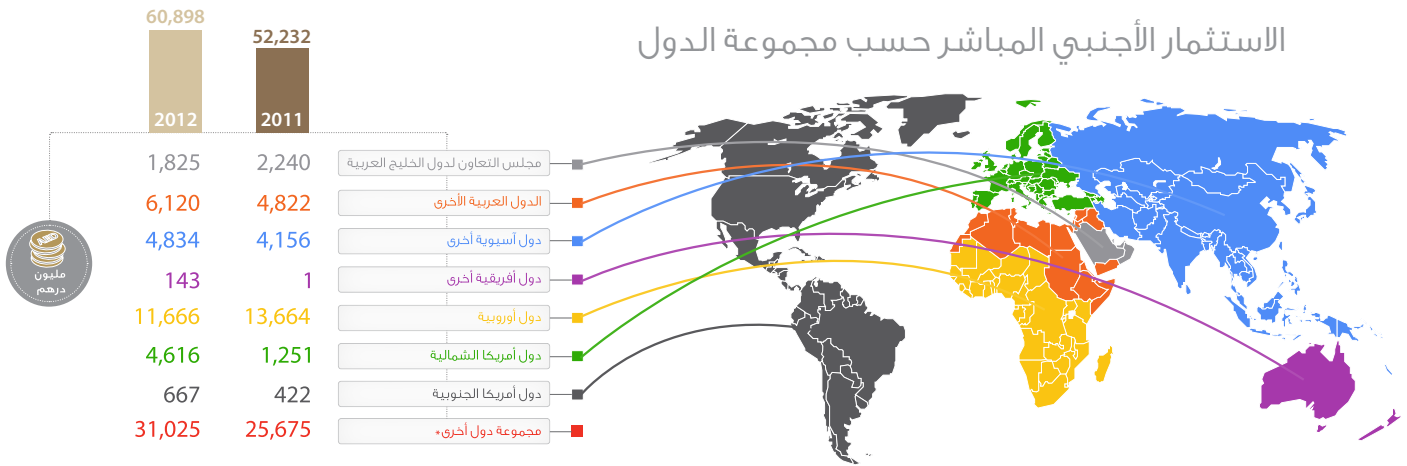 الاستثمار الأجنبي المباشر حسب مجموعة الدول
60,898
52,232
2012
2011
مجلس التعاون لدول الخليج العربية 2,240 1,825
الدول العربية الأخرى 4,822 6,120
دول آسيوية أخرى 4,156 4,834
دول أفريقية أخرى 1 143
دول أوروبية 13,664 11,666
دول أمريكا الشمالية 1,251 4,616
دول أمريكا الجنوبية 422 667
مجموعة دول أخرى* 25,675 31,025
AED
مليون
درهم